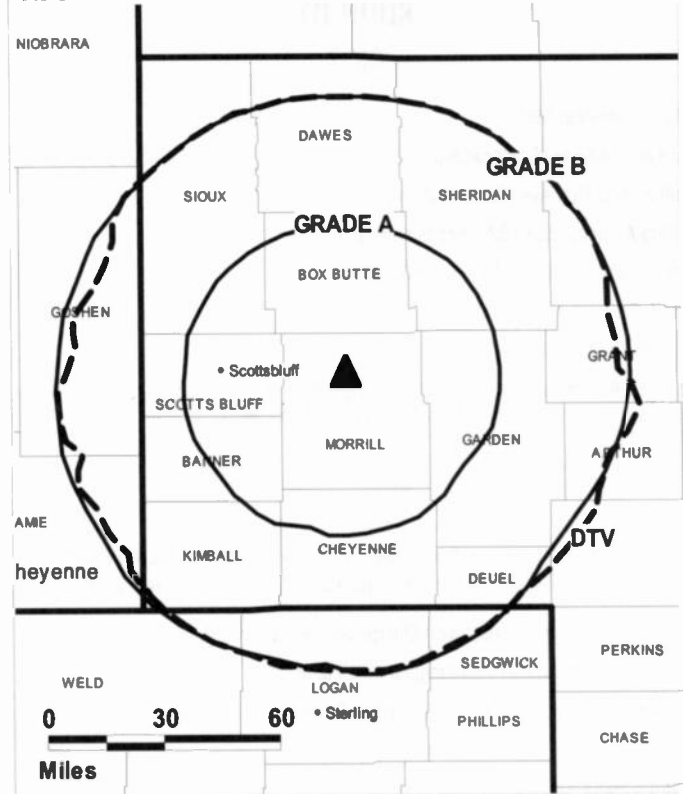 NIOBRARA
DAWES
GRADE B
SIOUX
SHERIDAN
GRADE A
BOX BUTTE
GOSHEN
GRANT
Scottsbluff
SCOTTS BLUFF
MORRILL
GARDEN
ARTHUR
BANNER
AMIE
KIMBALL
CHEYENNE
DTV
heyenne
DEUEL
PERKINS
SEDGWICK
WELD
LOGAN
0 30 60
Sterling
PHILLIPS
CHASE
Miles